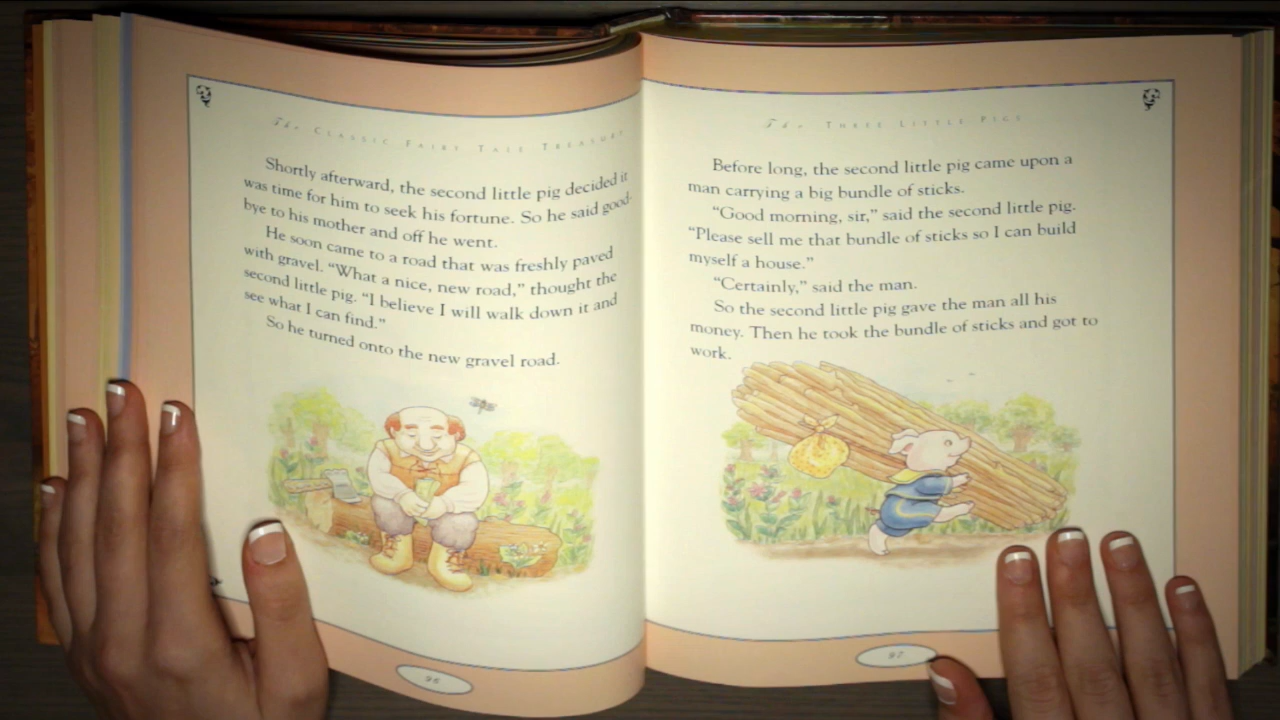 The Classic Fairy Tale Treasury
Shortly afterward, the second little pig decided it
was time for him to seek his fortune. So he said good-
bye to his mother and off he went.
He soon came to a road that was freshly paved
with gravel. “What a nice, new road,” thought the
second little pig. “I believe I will walk down it and
see what I can find.”
So he turned onto the new gravel road.
96
The Three Little Pigs
Before long, the second little pig came upon a
man carrying a big bundle of sticks.
“Good morning, sir,” said the second little pig.
“Please sell me that bundle of sticks so I can build
myself a house.”
“Certainly,” said the man.
So the second little pig gave the man all his
money. Then he took the bundle of sticks and got to
work.
97